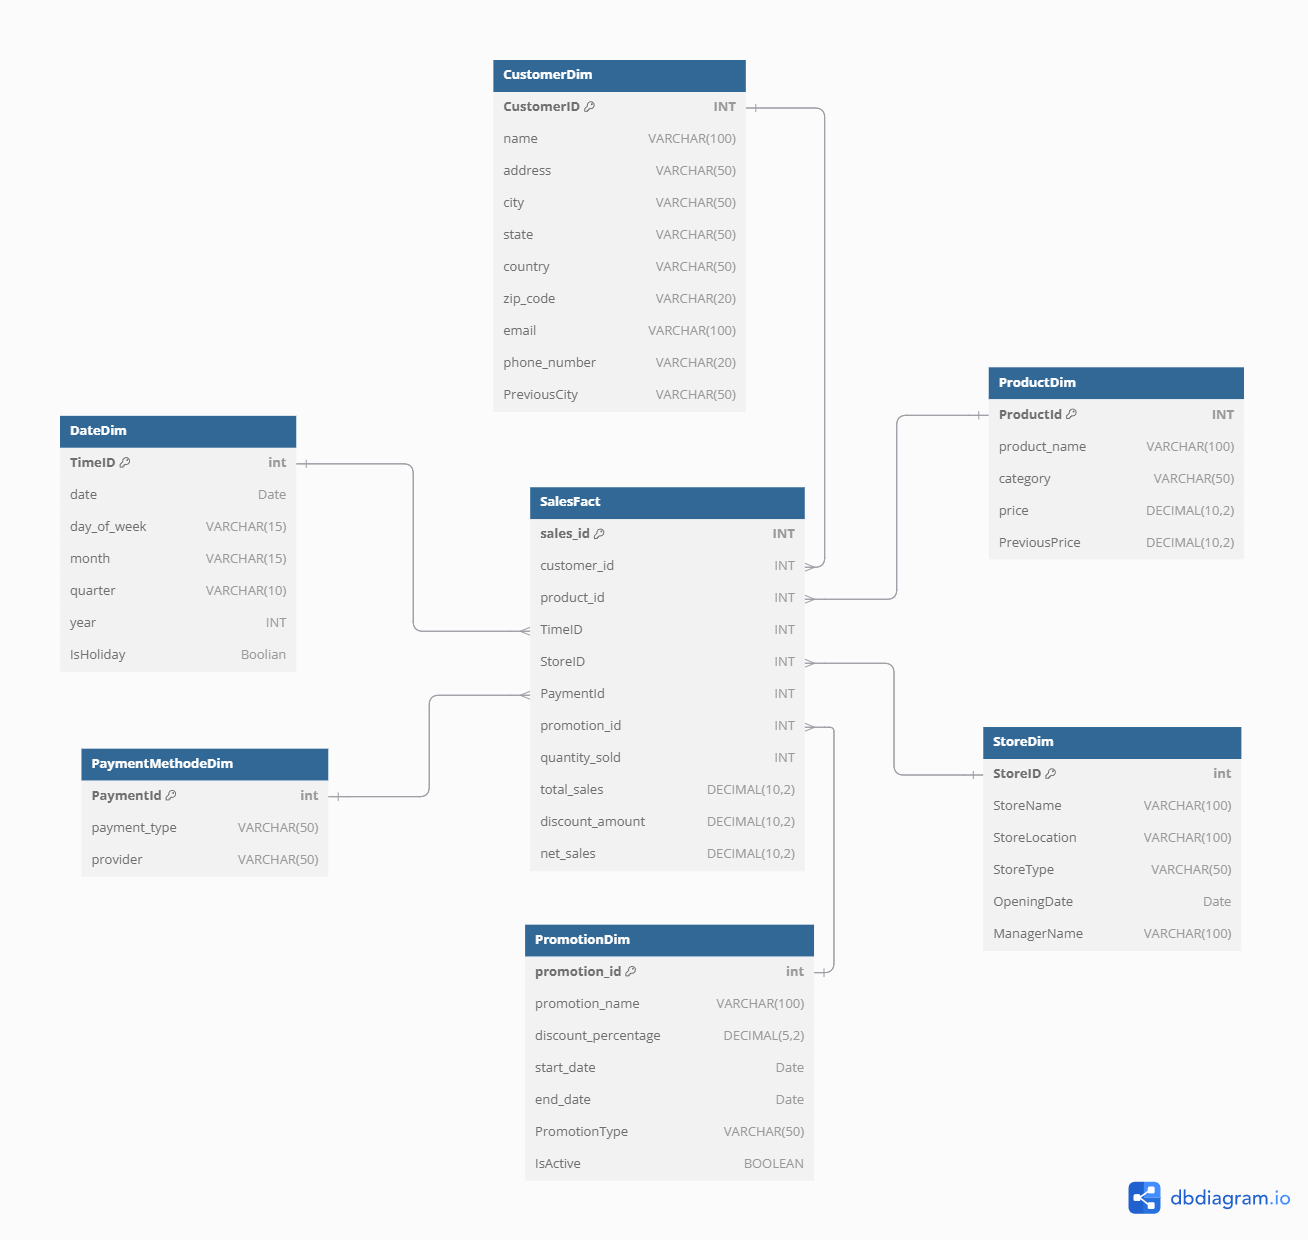 CustomerDim
CustomerID INT
name VARCHAR(100)
address VARCHAR(50)
city VARCHAR(50)
state VARCHAR(50)
country VARCHAR(50)
zip_code VARCHAR(20)
email VARCHAR(100)
phone_number VARCHAR(20)
PreviousCity VARCHAR(50)
ProductDim
ProductId INT
product_name VARCHAR(100)
category VARCHAR(50)
price DECIMAL(10,2)
PreviousPrice DECIMAL(10,2)
DateDim
TimeID int
date Date
day_of_week VARCHAR(15)
month VARCHAR(15)
quarter VARCHAR(10)
year INT
IsHoliday Boolian
SalesFact
sales_id INT
customer_id INT
product_id INT
TimeID INT
StoreID INT
PaymentId INT
promotion_id INT
quantity_sold INT
total_sales DECIMAL(10,2)
discount_amount DECIMAL(10,2)
net_sales DECIMAL(10,2)
PaymentMethodeDim
PaymentId int
payment_type VARCHAR(50)
provider VARCHAR(50)
StoreDim
StoreID int
StoreName VARCHAR(100)
StoreLocation VARCHAR(100)
StoreType VARCHAR(50)
OpeningDate Date
ManagerName VARCHAR(100)
PromotionDim
promotion_id int
promotion_name VARCHAR(100)
discount_percentage DECIMAL(5,2)
start_date Date
end_date Date
PromotionType VARCHAR(50)
IsActive BOOLEAN
dbdiagram.io